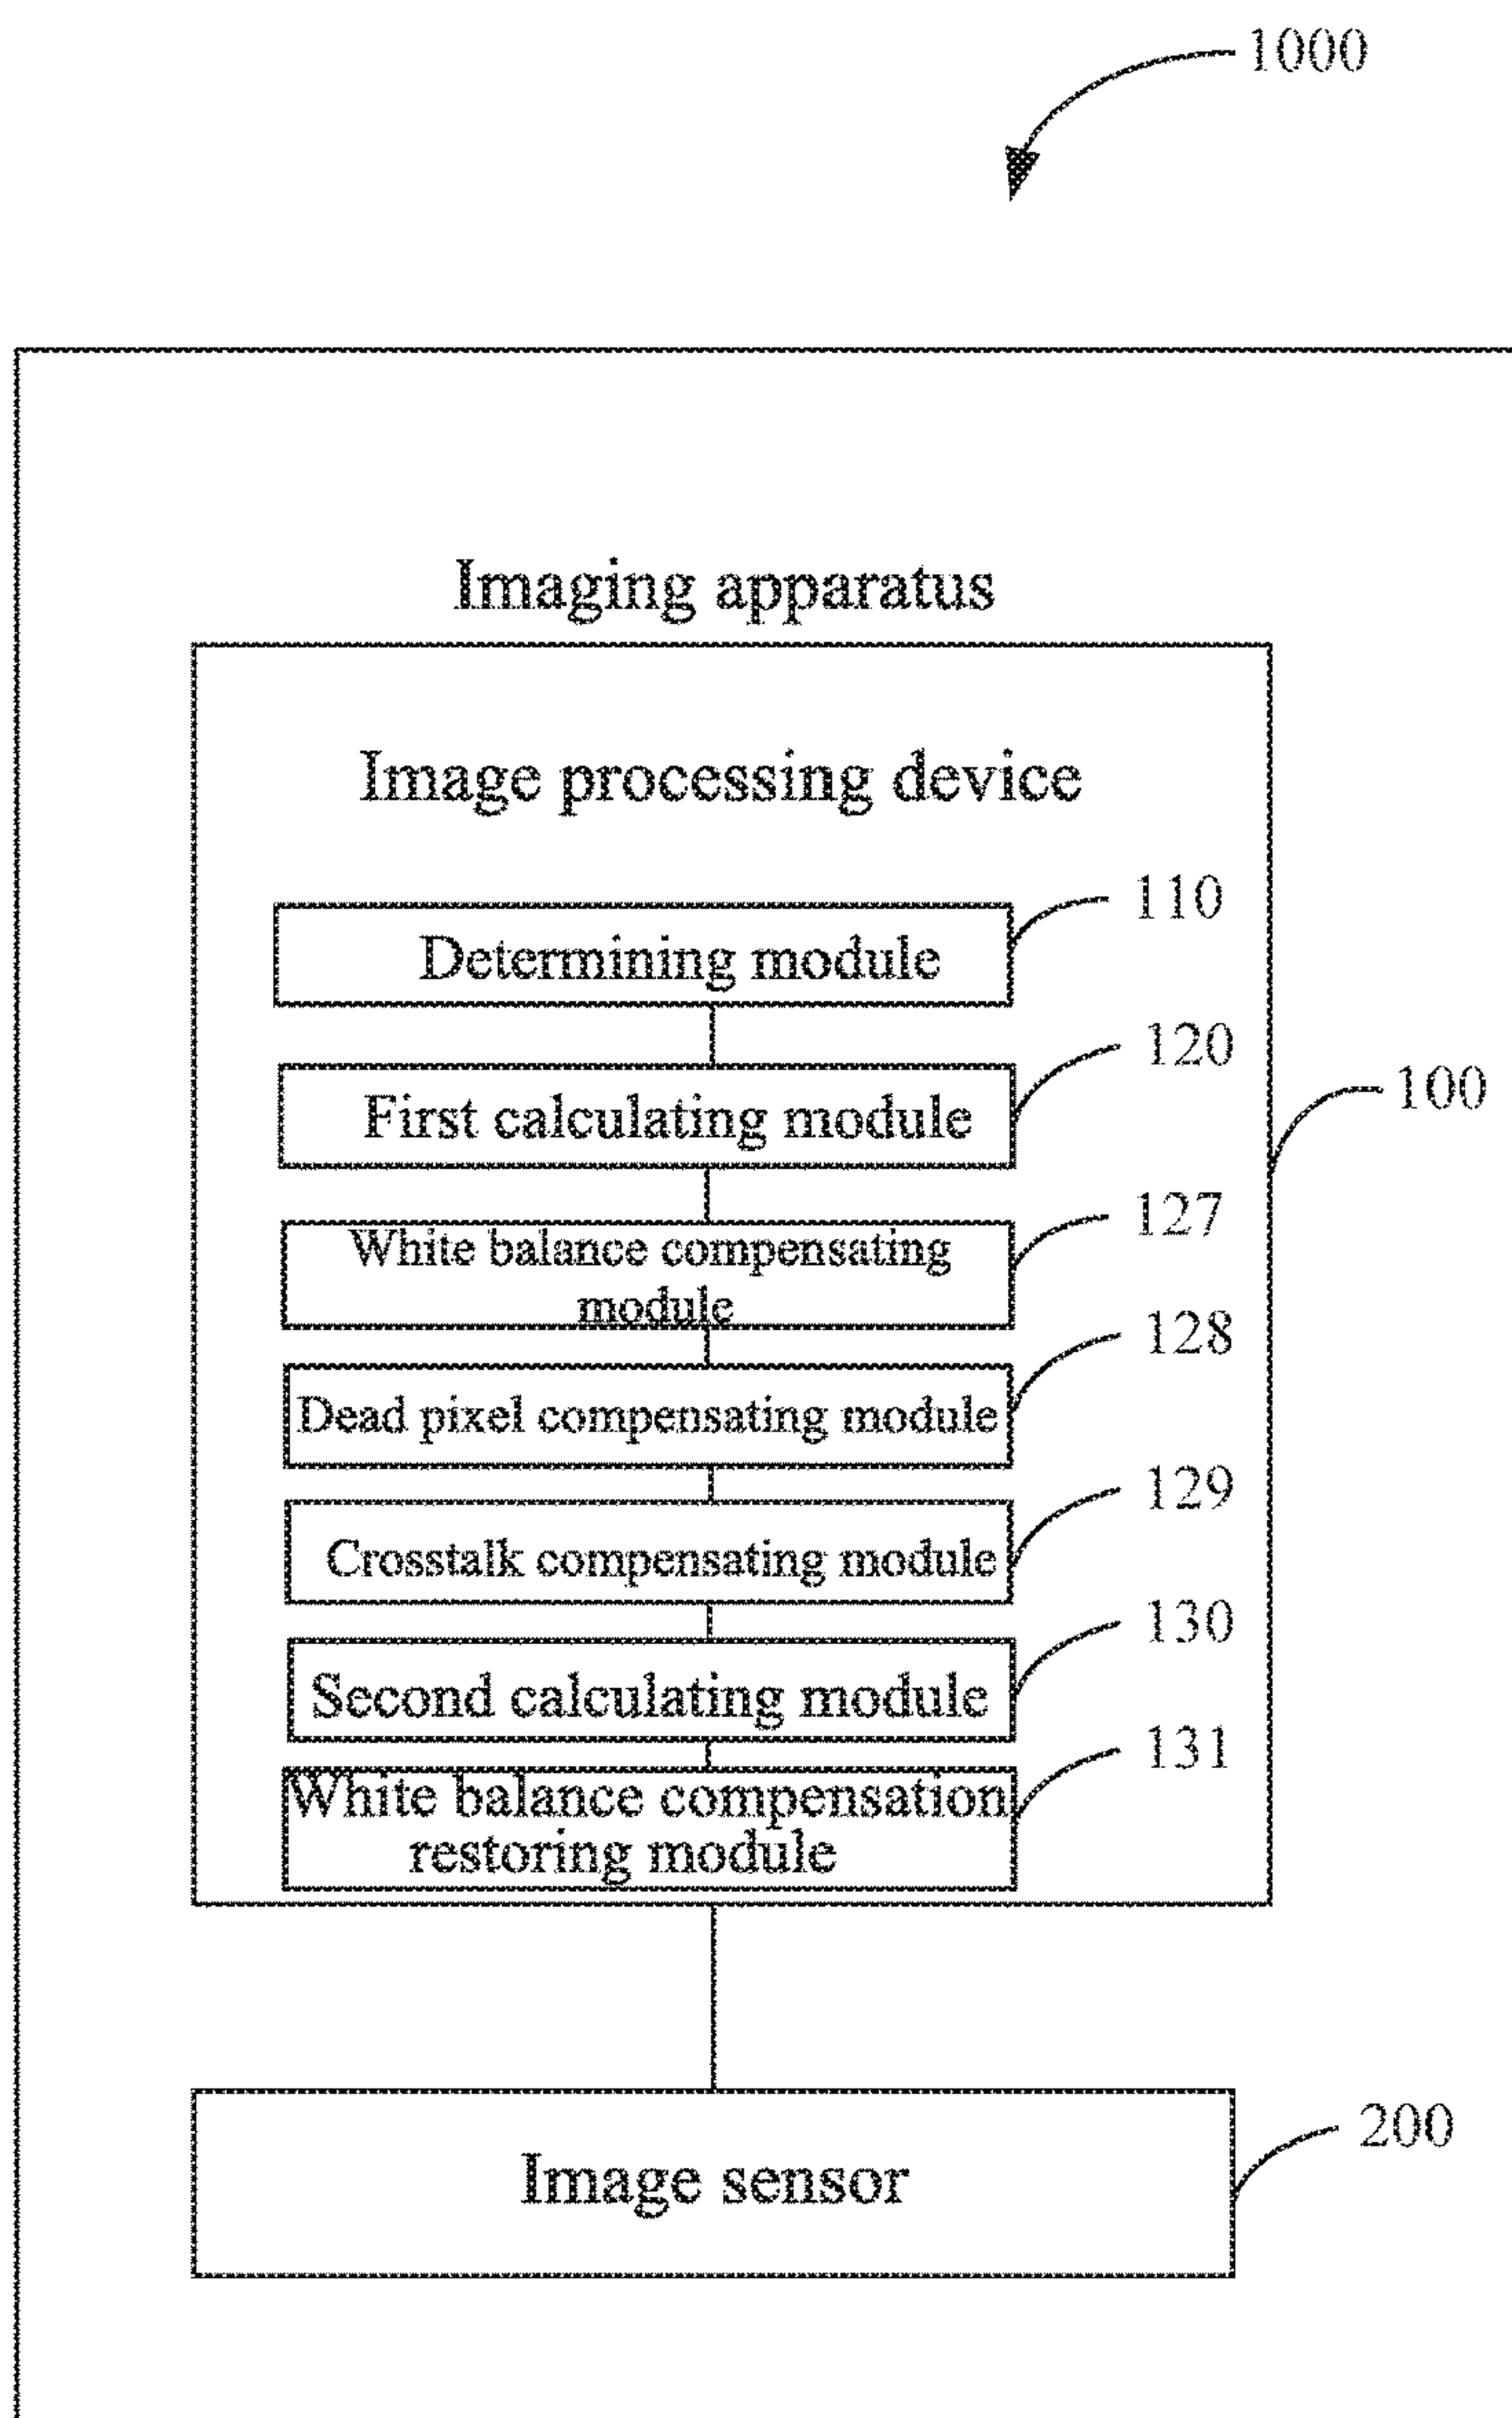 1000
Imaging apparatus
Image processing device
110
Determining module
120
First calculating module
100
127
White balance compensating
module
128
Dead pixel compensating module
129
Crosstalk compensating module
130
Second calculating module
131
White balance compensation
restoring module
200
Image sensor